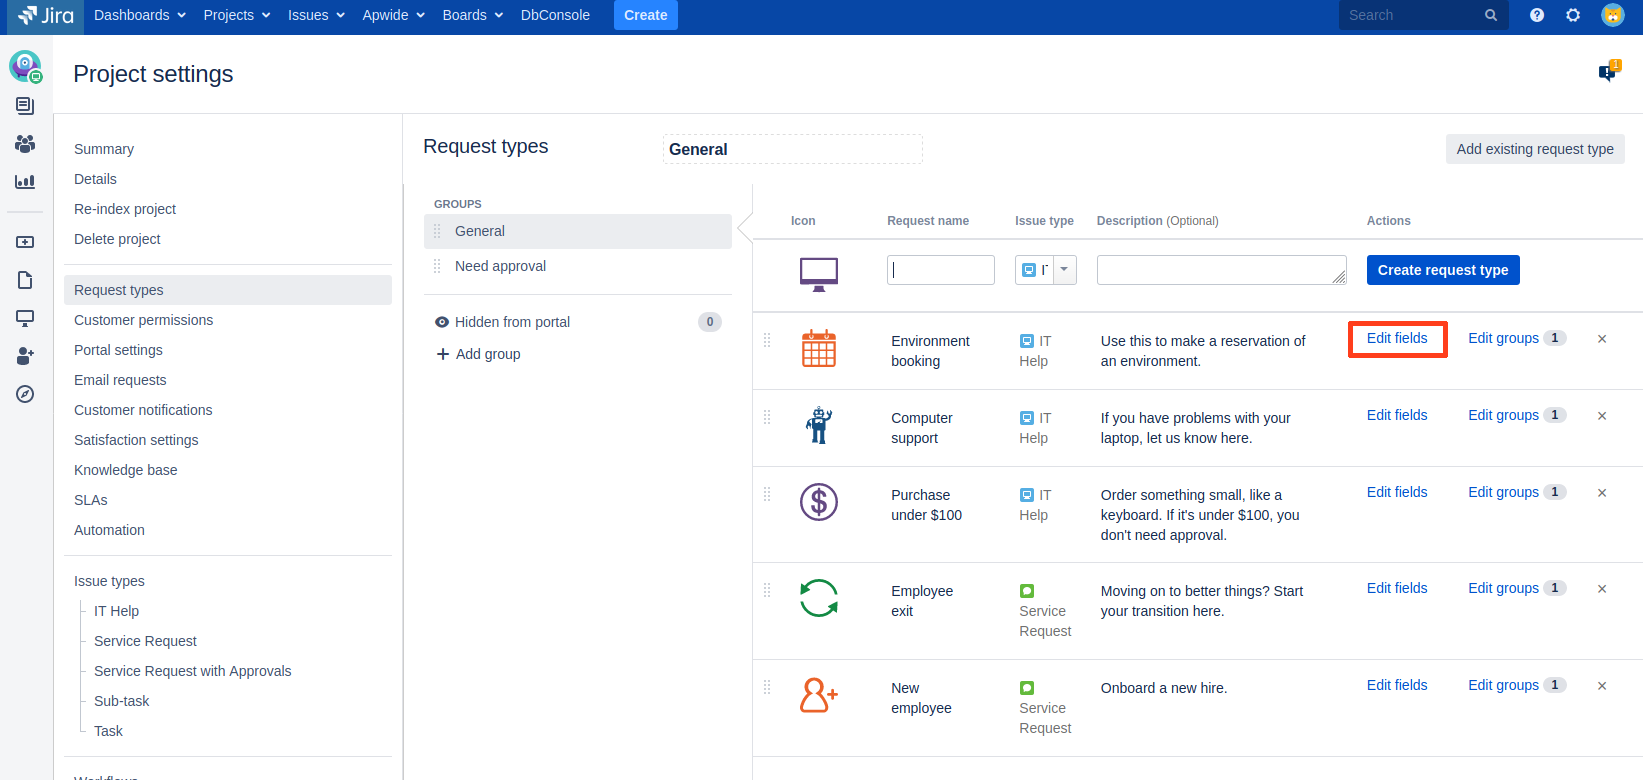 Jira Dashboards Projects Issues Apwide Boards DbConsole Create Search
Project settings
1
Summary
Details
Re-index project
Delete project
Request types
Customer permissions
Portal settings
Email requests
Customer notifications
Satisfaction settings
Knowledge base
SLAs
Automation
Issue types
IT Help
Service Request
Service Request with Approvals
Sub-task
Task
Workflows
Request types
General
Add existing request type
GROUPS
General
Need approval
Hidden from portal 0
Add group
Icon Request name Issue type Description (Optional) Actions
Create request type
Environment
booking
IT
Help
Use this to make a reservation of
an environment.
Edit fields Edit groups 1 ×
Computer
support
IT
Help
If you have problems with your
laptop, let us know here.
Edit fields Edit groups 1 ×
Purchase
under $100
IT
Help
Order something small, like a
keyboard. If it's under $100, you
don't need approval.
Edit fields Edit groups 1 ×
Employee
exit
Service
Request
Moving on to better things? Start
your transition here.
Edit fields Edit groups 1 ×
New
employee
Service
Request
Onboard a new hire.
Edit fields Edit groups 1 ×